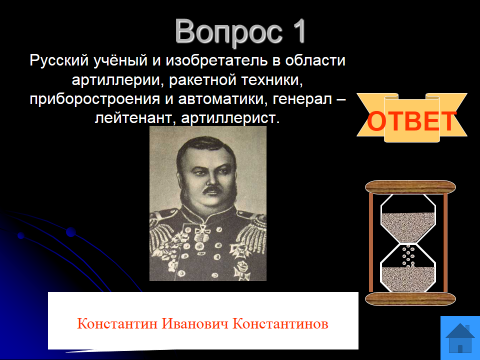 Вопрос 1
Русский учёный и изобретатель в области
артиллерии, ракетной техники,
приборостроения и автоматики, генерал –
лейтенант, артиллерист.
ОТВЕТ
Константин Иванович Константинов